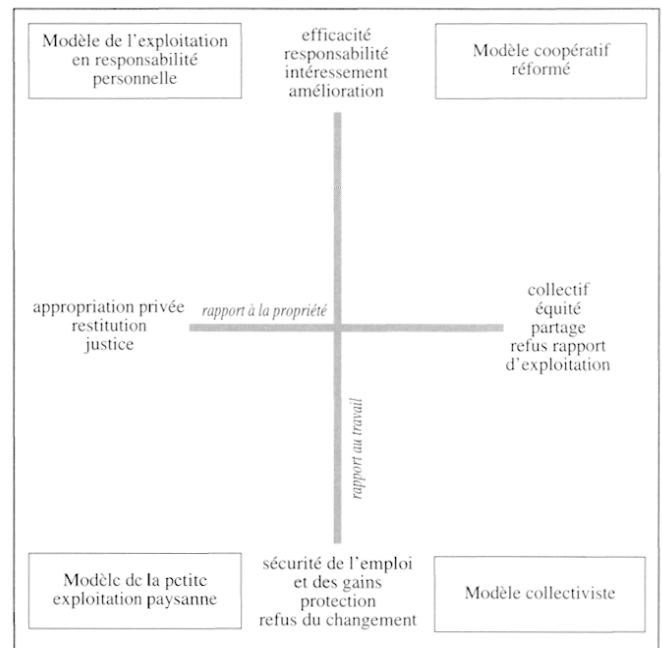 Modèle de l'exploitation
en responsabilité
personnelle
efficacité
responsabilité
intéressement
amélioration
Modèle coopératif
réformé
appropriation privée
restitution
justice
rapport à la propriété
collectif
équité
partage
refus rapport
d'exploitation
rapport au travail
Modèle de la petite
exploitation paysanne
sécurité de l'emploi
et des gains
protection
refus du changement
Modèle collectiviste